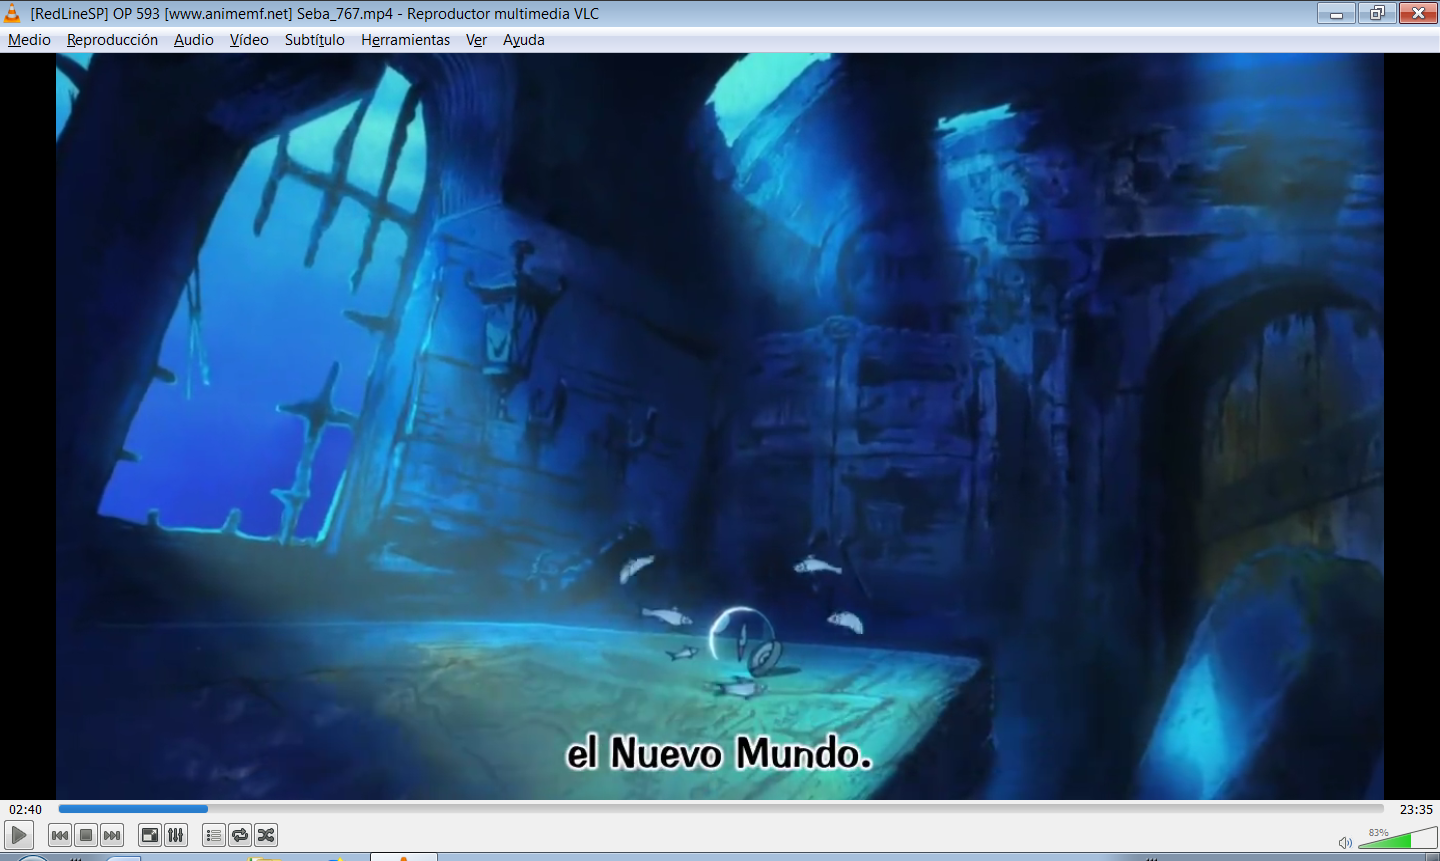 [RedLineSP] OP 593 [www.animemf.net] Seba_767.mp4 - Reproductor multimedia VLC
Medio Reproducción Audio Vídeo Subtítulo Herramientas Ver Ayuda
el Nuevo Mundo.
02:40 23:35
83%